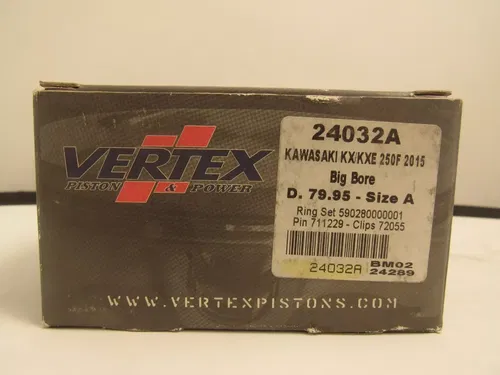 VERTEX
PISTON & POWER
24032A
KAWASAKI KX/KXE 250F 2015
Big Bore
D. 79.95 - Size A
Ring Set 590280000001
Pin 711229 - Clips 72055
24032A
BM02
24289
WWW.VERTEXPISTONS.COM